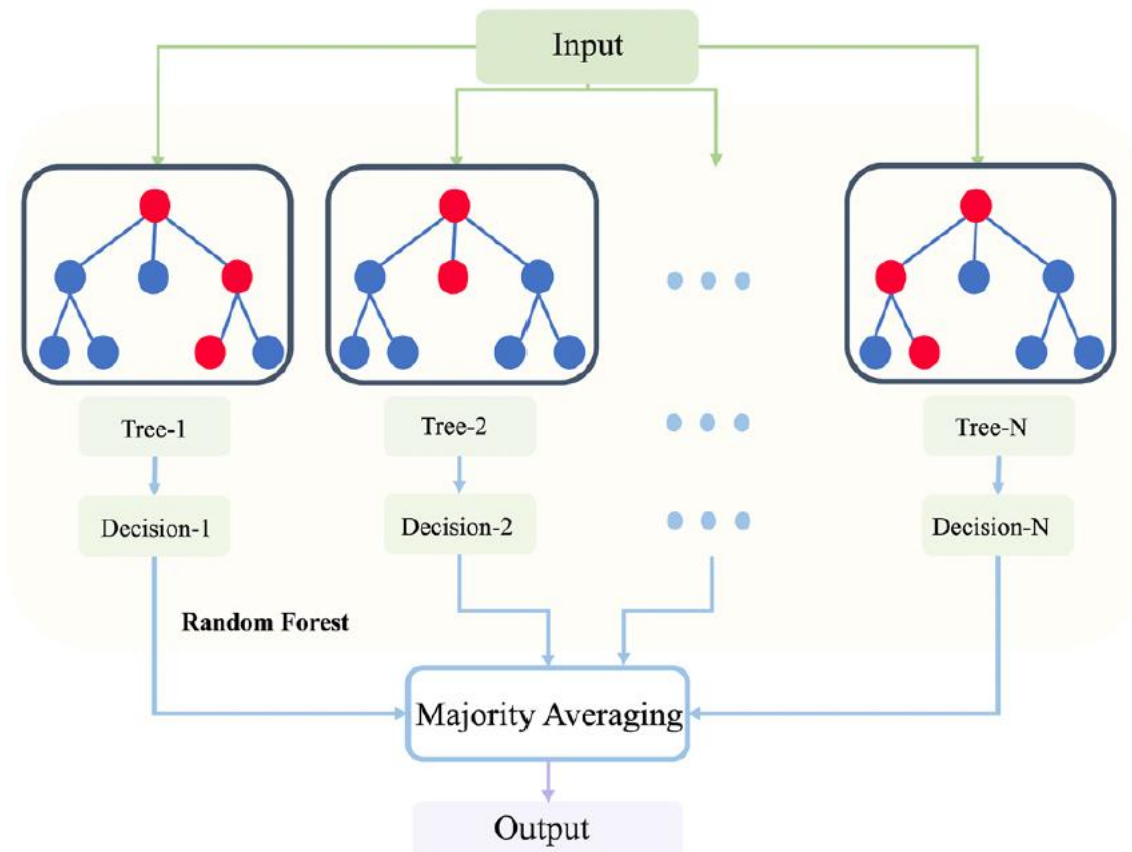 Input
Tree-1
Tree-2
Tree-N
Decision-1
Decision-2
Decision-N
Random Forest
Majority Averaging
Output